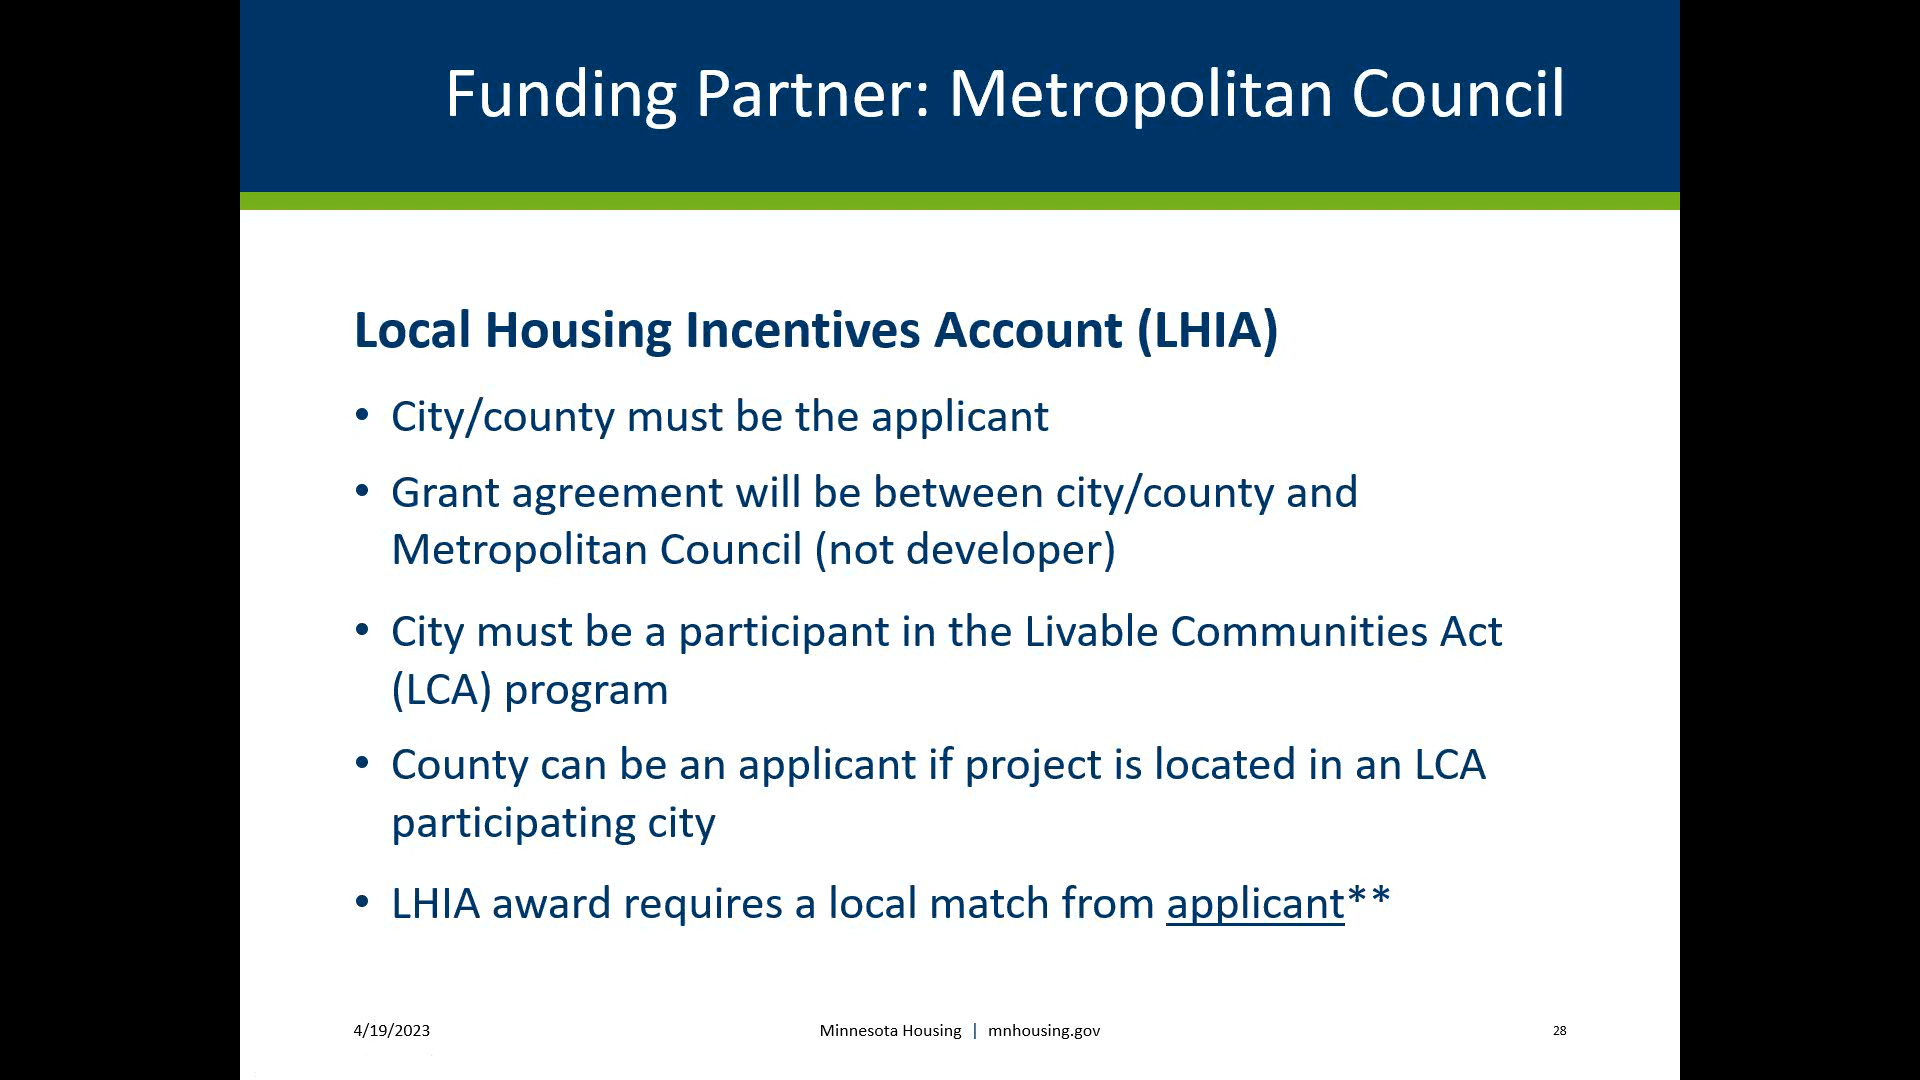 Funding Partner: Metropolitan Council
Local Housing Incentives Account (LHIA)
• City/county must be the applicant
• Grant agreement will be between city/county and
Metropolitan Council (not developer)
• City must be a participant in the Livable Communities Act
(LCA) program
• County can be an applicant if project is located in an LCA
participating city
• LHIA award requires a local match from applicant**
4/19/2023 Minnesota Housing | mnhousing.gov 28